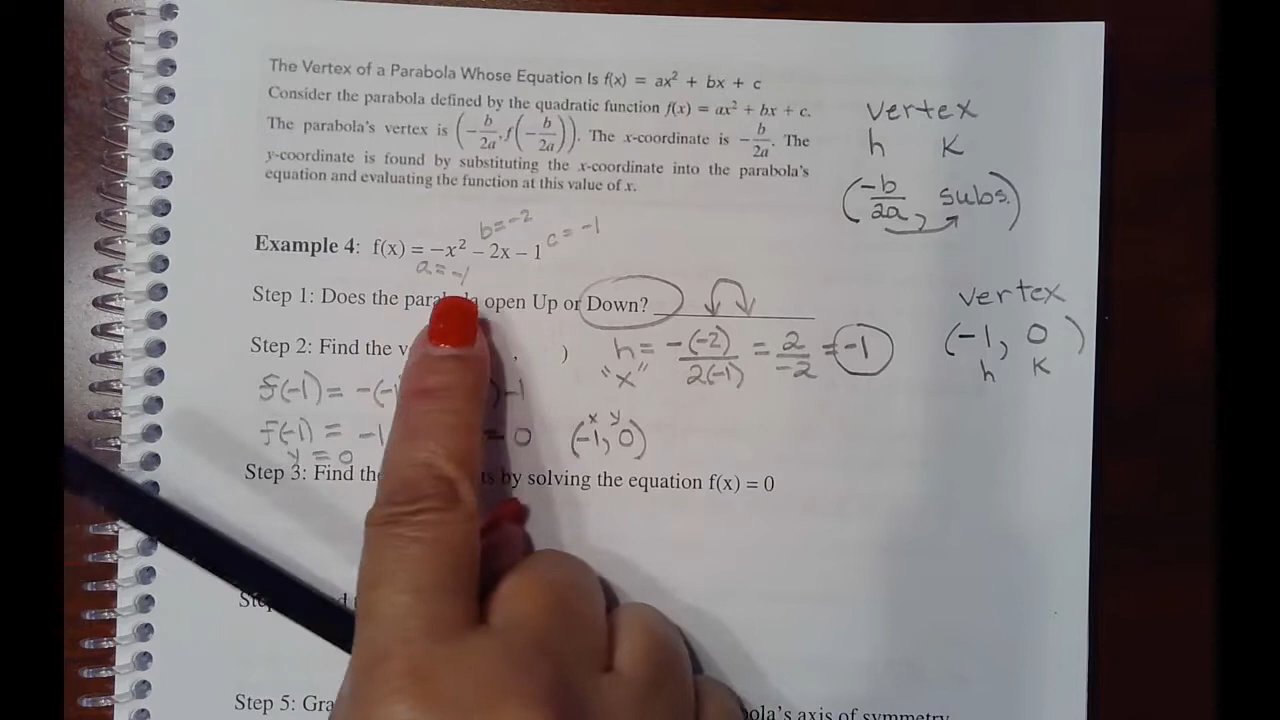 The Vertex of a Parabola Whose Equation Is f(x) = ax² + bx + c
Consider the parabola defined by the quadratic function f(x) = ax² + bx + c.
The parabola's vertex is (-b/2a, f(-b/2a)). The x-coordinate is -b/2a. The
y-coordinate is found by substituting the x-coordinate into the parabola's
equation and evaluating the function at this value of x.
vertex
h K
(-b/2a, subs.)
b=-2
c=-1
Example 4: f(x) = -x² - 2x - 1
a=-1
Step 1: Does the parabola open Up or Down?
vertex
(-1, 0)
h K
Step 2: Find the v , )
h = -(-2)/2(-1) = 2/-2 = -1
"x"
f(-1) = -(-1 )-1
f(-1) = -1 = 0
y = 0
x y
(-1, 0)
Step 3: Find the by solving the equation f(x) = 0
Step 5: Gra bola's axis of symmetry